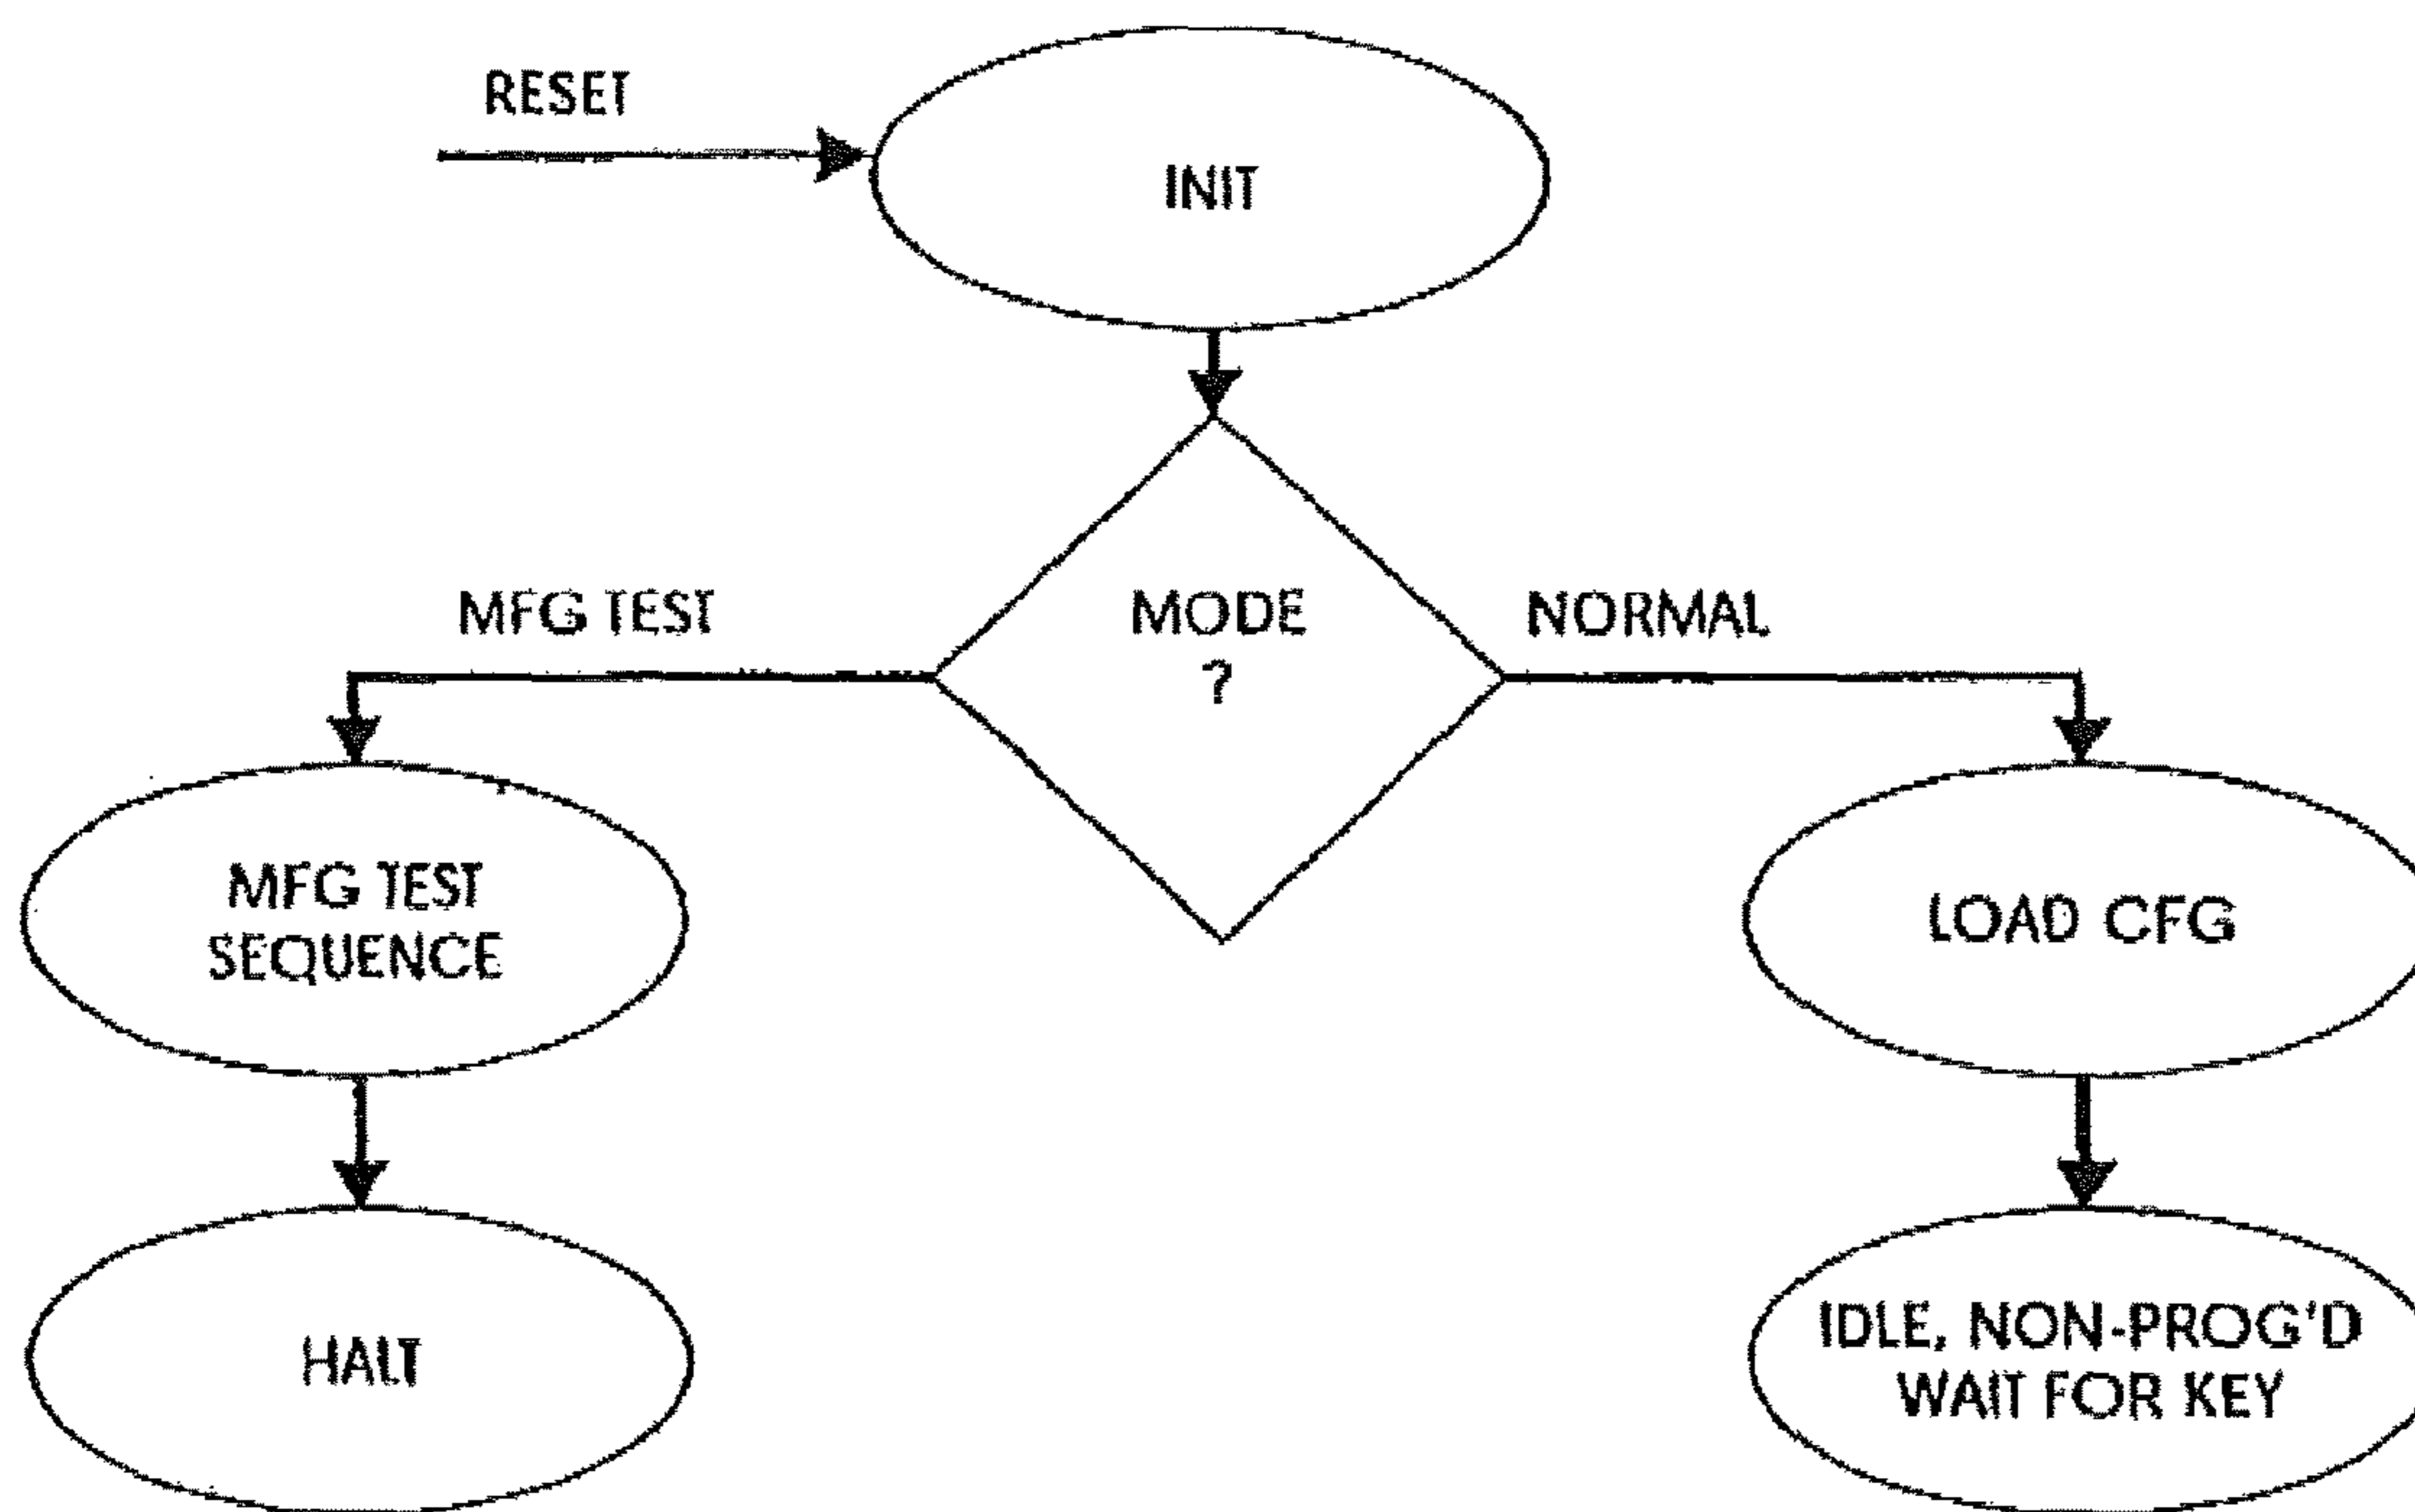 RESET
INIT
MODE
?
MFG TEST
NORMAL
MFG TEST
SEQUENCE
LOAD CFG
HALT
IDLE, NON-PROG'D
WAIT FOR KEY